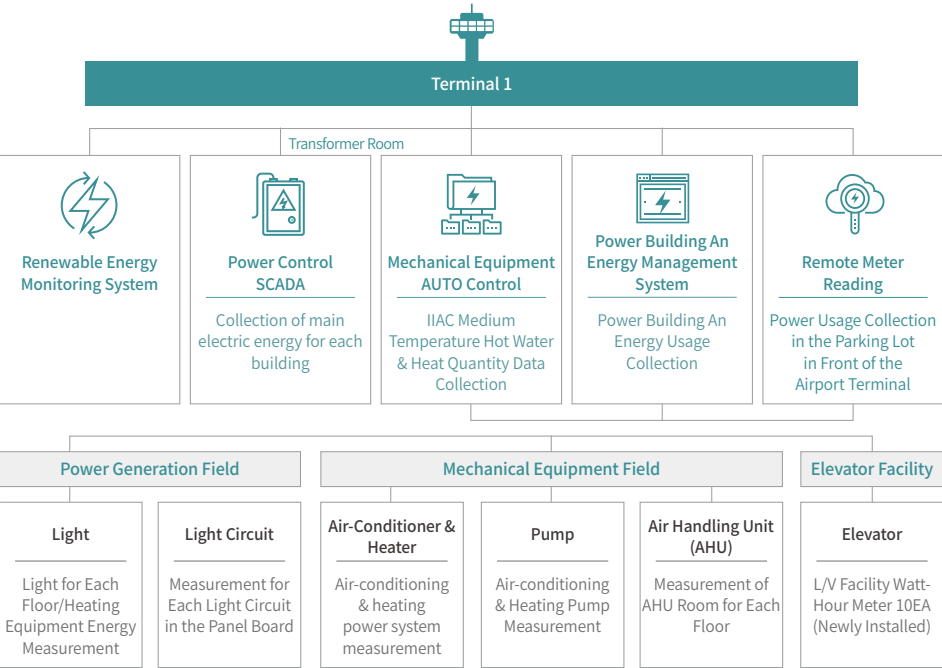 Terminal 1
Transformer Room
Renewable Energy
Monitoring System
Power Control
SCADA
Collection of main
electric energy for each
building
Mechanical Equipment
AUTO Control
IIAC Medium
Temperature Hot Water
& Heat Quantity Data
Collection
Power Building An
Energy Management
System
Power Building An
Energy Usage
Collection
Remote Meter
Reading
Power Usage Collection
in the Parking Lot
in Front of the
Airport Terminal
Power Generation Field
Mechanical Equipment Field
Elevator Facility
Light
Light for Each
Floor/Heating
Equipment Energy
Measurement
Light Circuit
Measurement for
Each Light Circuit
in the Panel Board
Air-Conditioner &
Heater
Air-conditioning
& heating
power system
measurement
Pump
Air-conditioning
& Heating Pump
Measurement
Air Handling Unit
(AHU)
Measurement of
AHU Room for Each
Floor
Elevator
L/V Facility Watt-
Hour Meter 10EA
(Newly Installed)